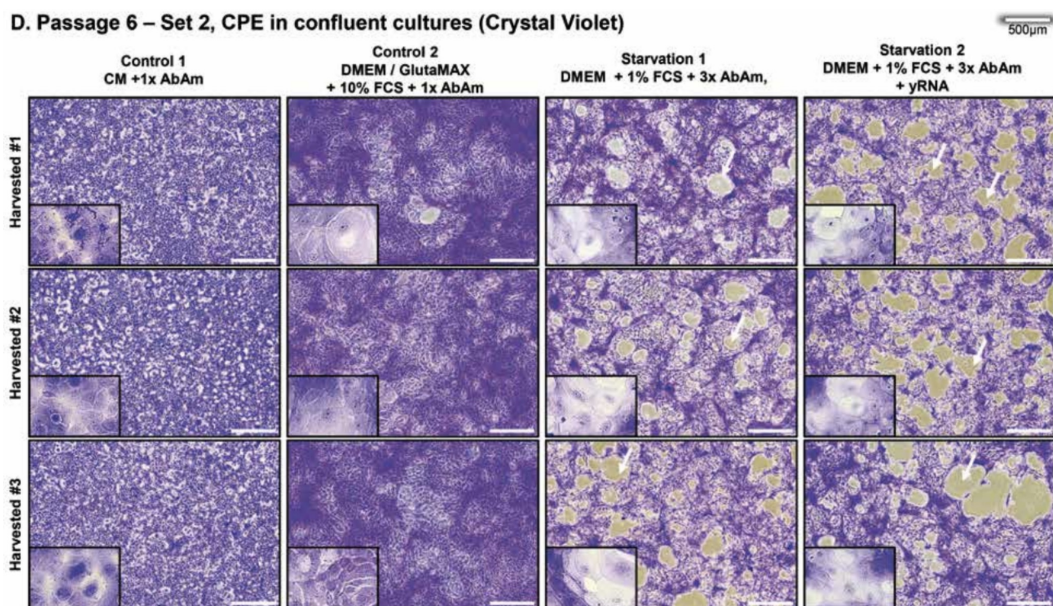 D. Passage 6 – Set 2, CPE in confluent cultures (Crystal Violet)
500µm
Control 1
CM +1x AbAm
Control 2
DMEM / GlutaMAX
+ 10% FCS + 1x AbAm
Starvation 1
DMEM + 1% FCS + 3x AbAm,
Starvation 2
DMEM + 1% FCS + 3x AbAm
+ yRNA
Harvested #1
Harvested #2
Harvested #3